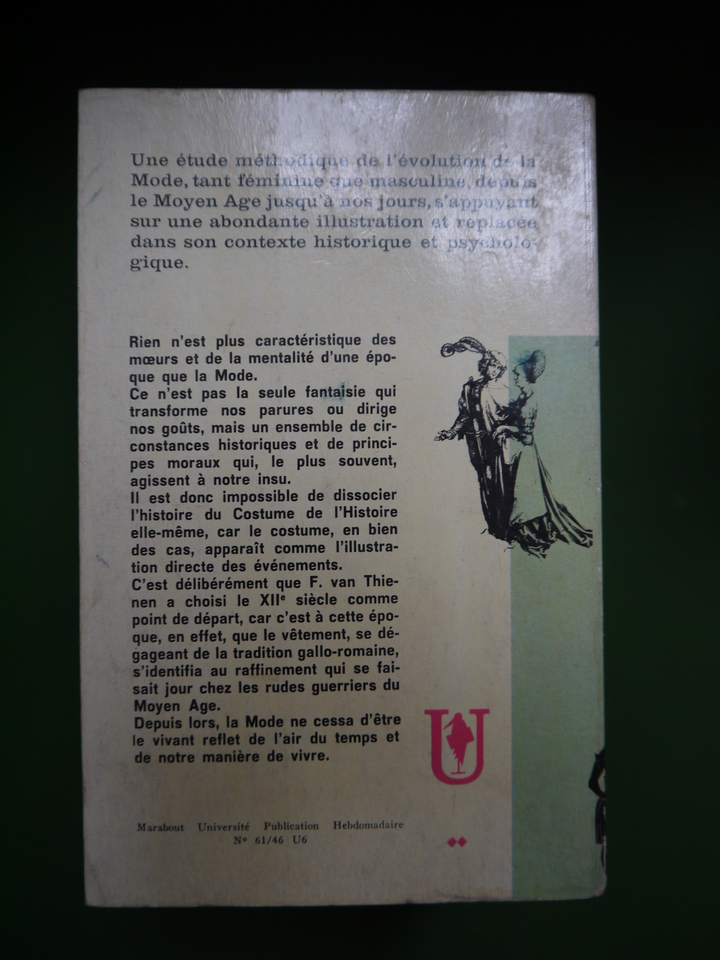 Une étude méthodique de l'évolution de la
Mode, tant féminine que masculine, depuis
le Moyen Age jusqu'à nos jours, s'appuyant
sur une abondante illustration et replacée
dans son contexte historique et psycholo-
gique.
Rien n'est plus caractéristique des
mœurs et de la mentalité d'une épo-
que que la Mode.
Ce n'est pas la seule fantaisie qui
transforme nos parures ou dirige
nos goûts, mais un ensemble de cir-
constances historiques et de princi-
pes moraux qui, le plus souvent,
agissent à notre insu.
Il est donc impossible de dissocier
l'histoire du Costume de l'Histoire
elle-même, car le costume, en bien
des cas, apparaît comme l'illustra-
tion directe des événements.
C'est délibérément que F. van Thie-
nen a choisi le XIIe siècle comme
point de départ, car c'est à cette épo-
que, en effet, que le vêtement, se dé-
gageant de la tradition gallo-romaine,
s'identifia au raffinement qui se fai-
sait jour chez les rudes guerriers du
Moyen Age.
Depuis lors, la Mode ne cessa d'être
le vivant reflet de l'air du temps et
de notre manière de vivre.
U
Marabout Université Publication Hebdomadaire
No 61/46 U6